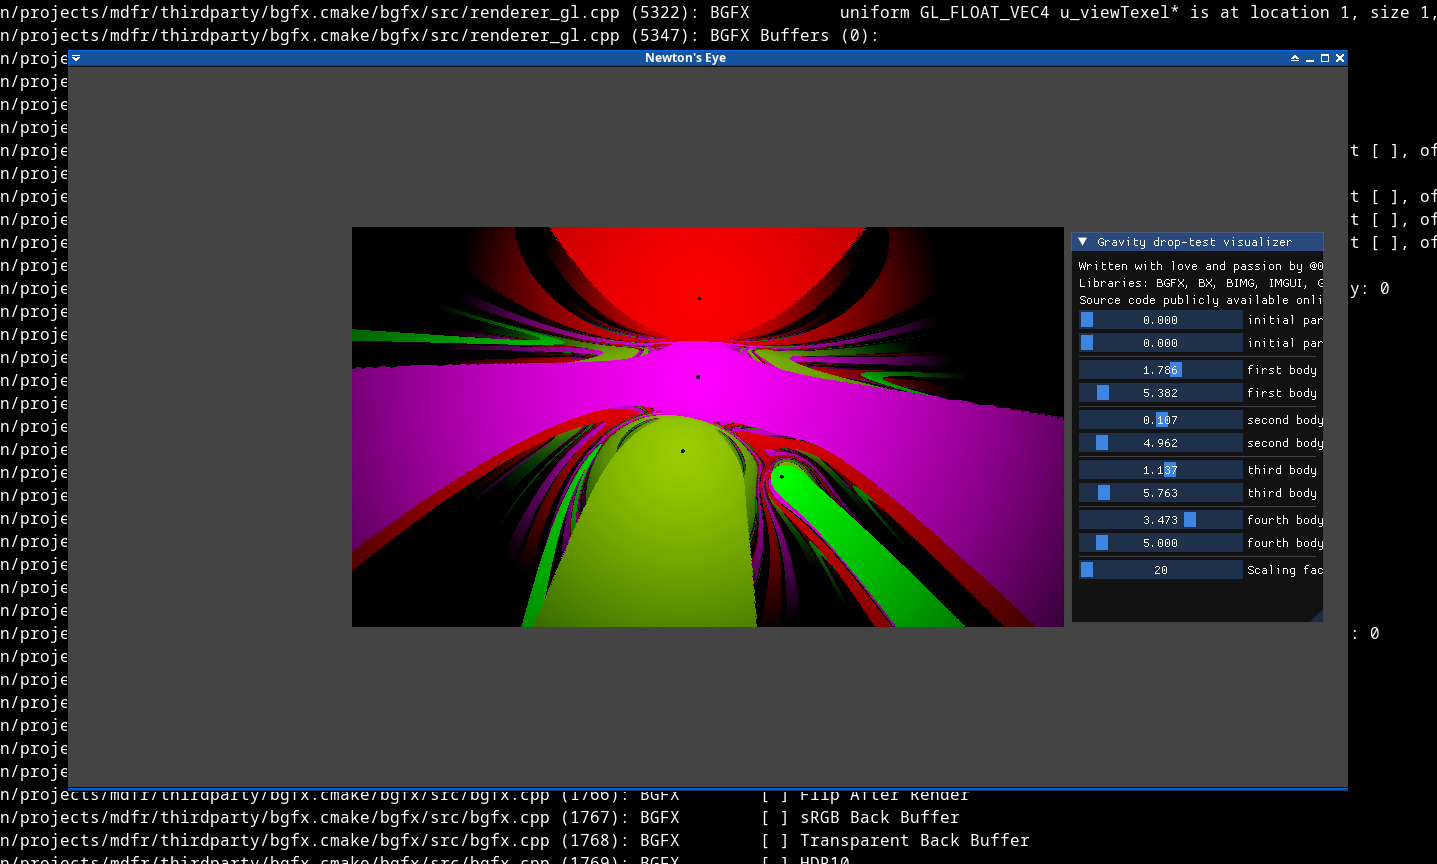 n/projects/mdfr/thirdparty/bgfx.cmake/bgfx/src/renderer_gl.cpp (5322): BGFX uniform GL_FLOAT_VEC4 u_viewTexel* is at location 1, size 1,
n/projects/mdfr/thirdparty/bgfx.cmake/bgfx/src/renderer_gl.cpp (5347): BGFX Buffers (0):
n/proje
Newton's Eye
n/proje
n/proje
n/proje
n/proje
t [ ], of
n/proje
n/proje
t [ ], of
n/proje
t [ ], of
n/proje
t [ ], of
Gravity drop-test visualizer
n/proje
Written with love and passion by @0
n/proje
Libraries: BGFX, BX, BIMG, IMGUI, G
y: 0
Source code publicly available onli
n/proje
0.000 initial par
n/proje
0.000 initial par
n/proje
1.786 first body
n/proje
5.382 first body
n/proje
0.107 second body
n/proje
4.962 second body
n/proje
1.137 third body
n/proje
5.763 third body
n/proje
3.473 fourth body
n/proje
5.000 fourth body
n/proje
20 Scaling fac
n/proje
n/proje
n/proje
: 0
n/proje
n/proje
n/proje
n/proje
n/proje
n/proje
n/projects/mdfr/thirdparty/bgfx.cmake/bgfx/src/bgfx.cpp (1766): BGFX [ ] Flip After Render
n/projects/mdfr/thirdparty/bgfx.cmake/bgfx/src/bgfx.cpp (1767): BGFX [ ] sRGB Back Buffer
n/projects/mdfr/thirdparty/bgfx.cmake/bgfx/src/bgfx.cpp (1768): BGFX [ ] Transparent Back Buffer
n/projects/mdfr/thirdparty/bgfx.cmake/bgfx/src/bgfx.cpp (1769): BGFX [ ] HDR10